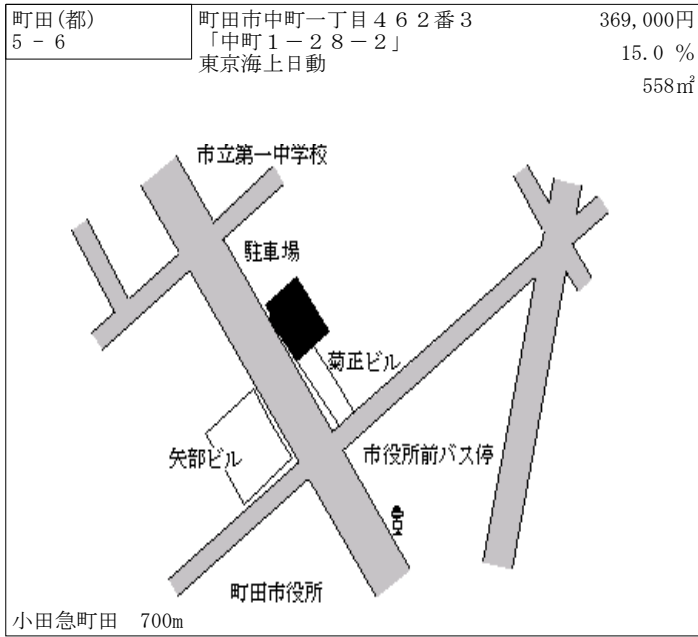 町田(都)
5 - 6
町田市中町一丁目４６２番３
「中町１－２８－２」
東京海上日動
369,000円
15.0 %
558㎡
市立第一中学校
駐車場
菊正ビル
矢部ビル
市役所前バス停
町田市役所
小田急町田　700m